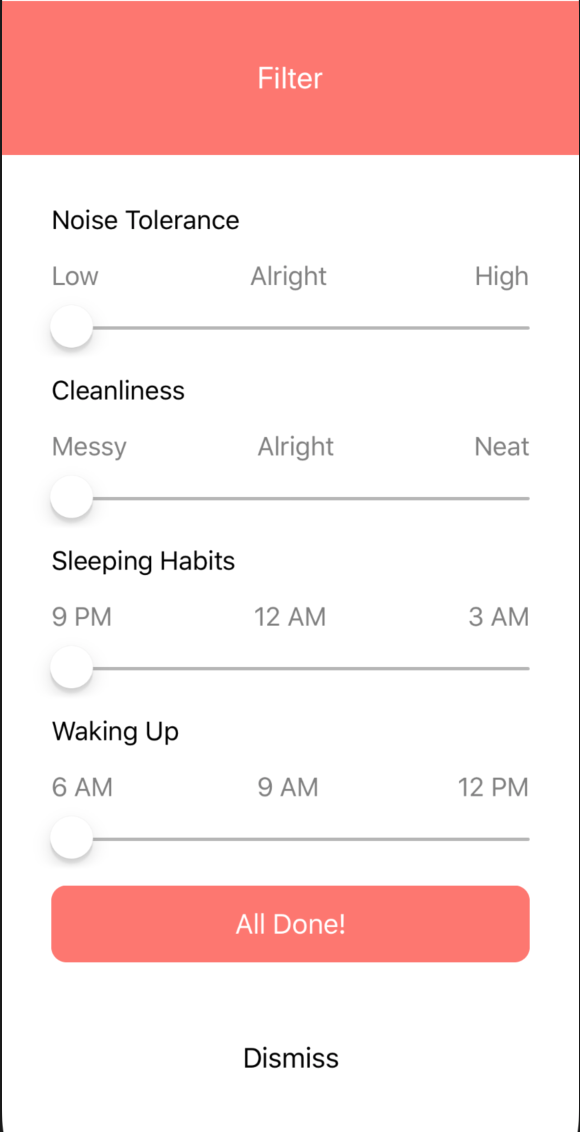 Filter
Noise Tolerance
Low Alright High
Cleanliness
Messy Alright Neat
Sleeping Habits
9 PM 12 AM 3 AM
Waking Up
6 AM 9 AM 12 PM
All Done!
Dismiss